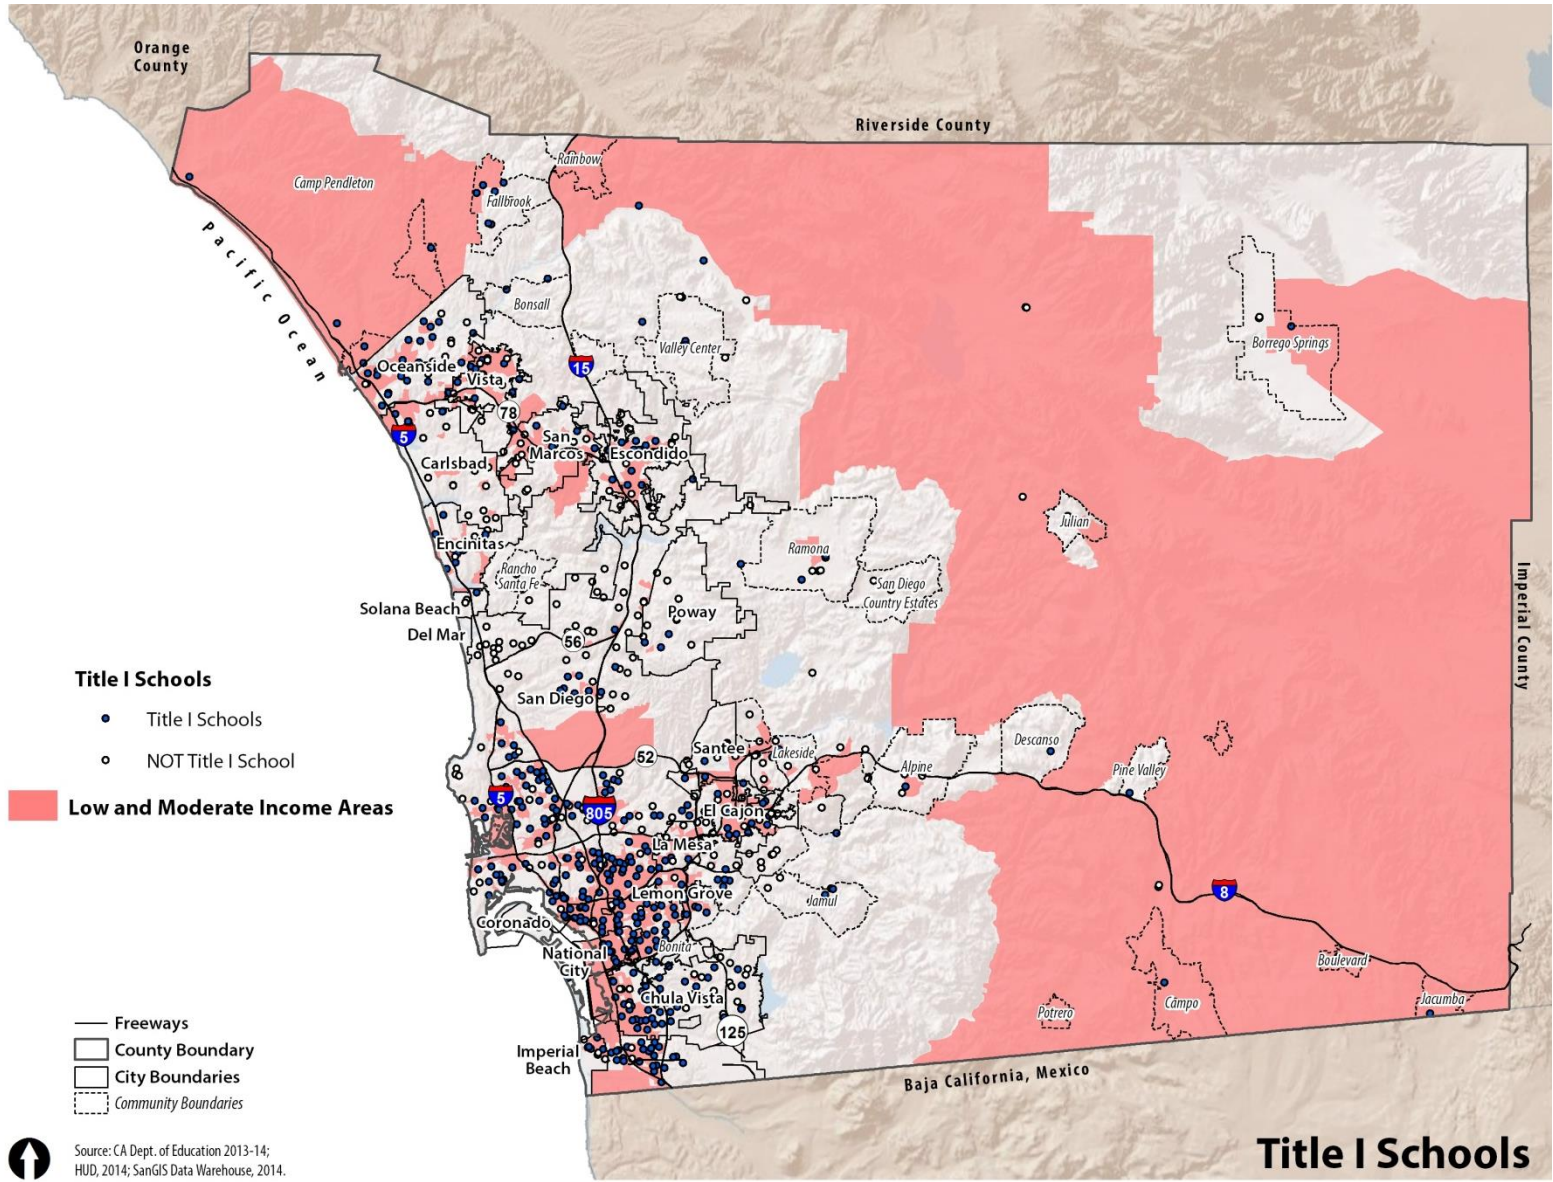 Orange
County
Riverside County
Rainbow
Camp Pendleton
Fallbrook
Pacific Ocean
Bonsall
Valley Center
Borrego Springs
Oceanside
Vista
15
78
5
San
Marcos
Escondido
Carlsbad
Julian
Encinitas
Ramona
Rancho
Santa Fe
San Diego
Country Estates
Imperial County
Solana Beach
Del Mar
Poway
56
San Diego
Title I Schools
Title I Schools
NOT Title I School
Low and Moderate Income Areas
52
Santee
Lakeside
Alpine
Descanso
Pine Valley
5
805
El Cajon
La Mesa
Lemon Grove
Jamul
8
Coronado
National
City
Bonita
Boulevard
Chula Vista
Campo
Potrero
Jacumba
125
Imperial
Beach
Baja California, Mexico
Freeways
County Boundary
City Boundaries
Community Boundaries
Source: CA Dept. of Education 2013-14;
HUD, 2014; SanGIS Data Warehouse, 2014.
Title I Schools